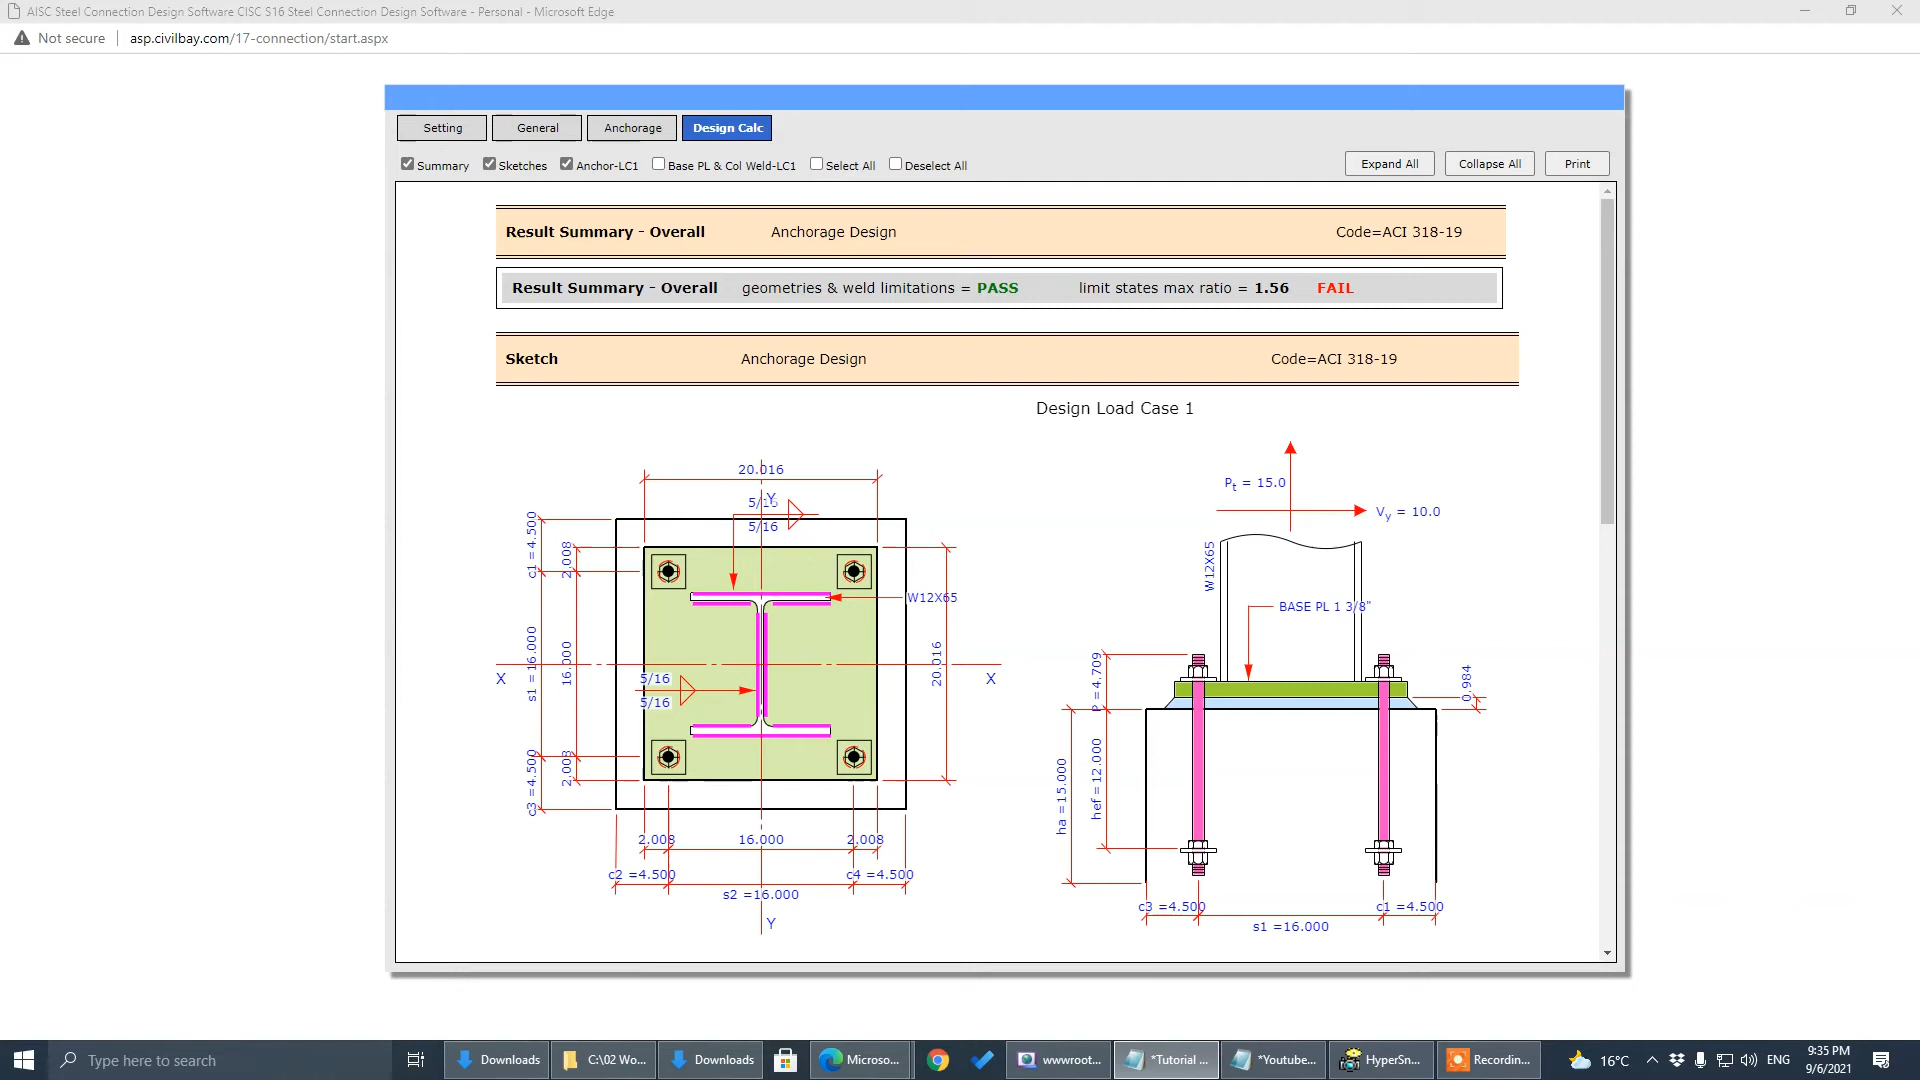 AISC Steel Connection Design Software CISC S16 Steel Connection Design Software - Personal - Microsoft Edge
Not secure
asp.civilbay.com/17-connection/start.aspx
Setting
General
Anchorage
Design Calc
Summary
Sketches
Anchor-LC1
Base PL & Col Weld-LC1
Select All
Deselect All
Expand All
Collapse All
Print
Result Summary - Overall
Anchorage Design
Code=ACI 318-19
Result Summary - Overall
geometries & weld limitations = PASS
limit states max ratio = 1.56
FAIL
Sketch
Anchorage Design
Code=ACI 318-19
Design Load Case 1
20.016
Y
5/16
5/16
c1 =4.500
2.008
W12X65
s1 =16.000
16.000
20.016
X
X
5/16
5/16
c3 =4.500
2.008
2.008
16.000
2.008
c2 =4.500
c4 =4.500
s2 =16.000
Y
Pt = 15.0
Vy = 10.0
W12X65
BASE PL 1 3/8"
P =4.709
0.984
ha =15.000
hef =12.000
c3 =4.500
c1 =4.500
s1 =16.000
Type here to search
Downloads
C:\02 Wo...
Downloads
Microso...
wwwroot...
*Tutorial ...
*Youtube...
HyperSn...
Recordin...
16°C
ENG
9:35 PM
9/6/2021